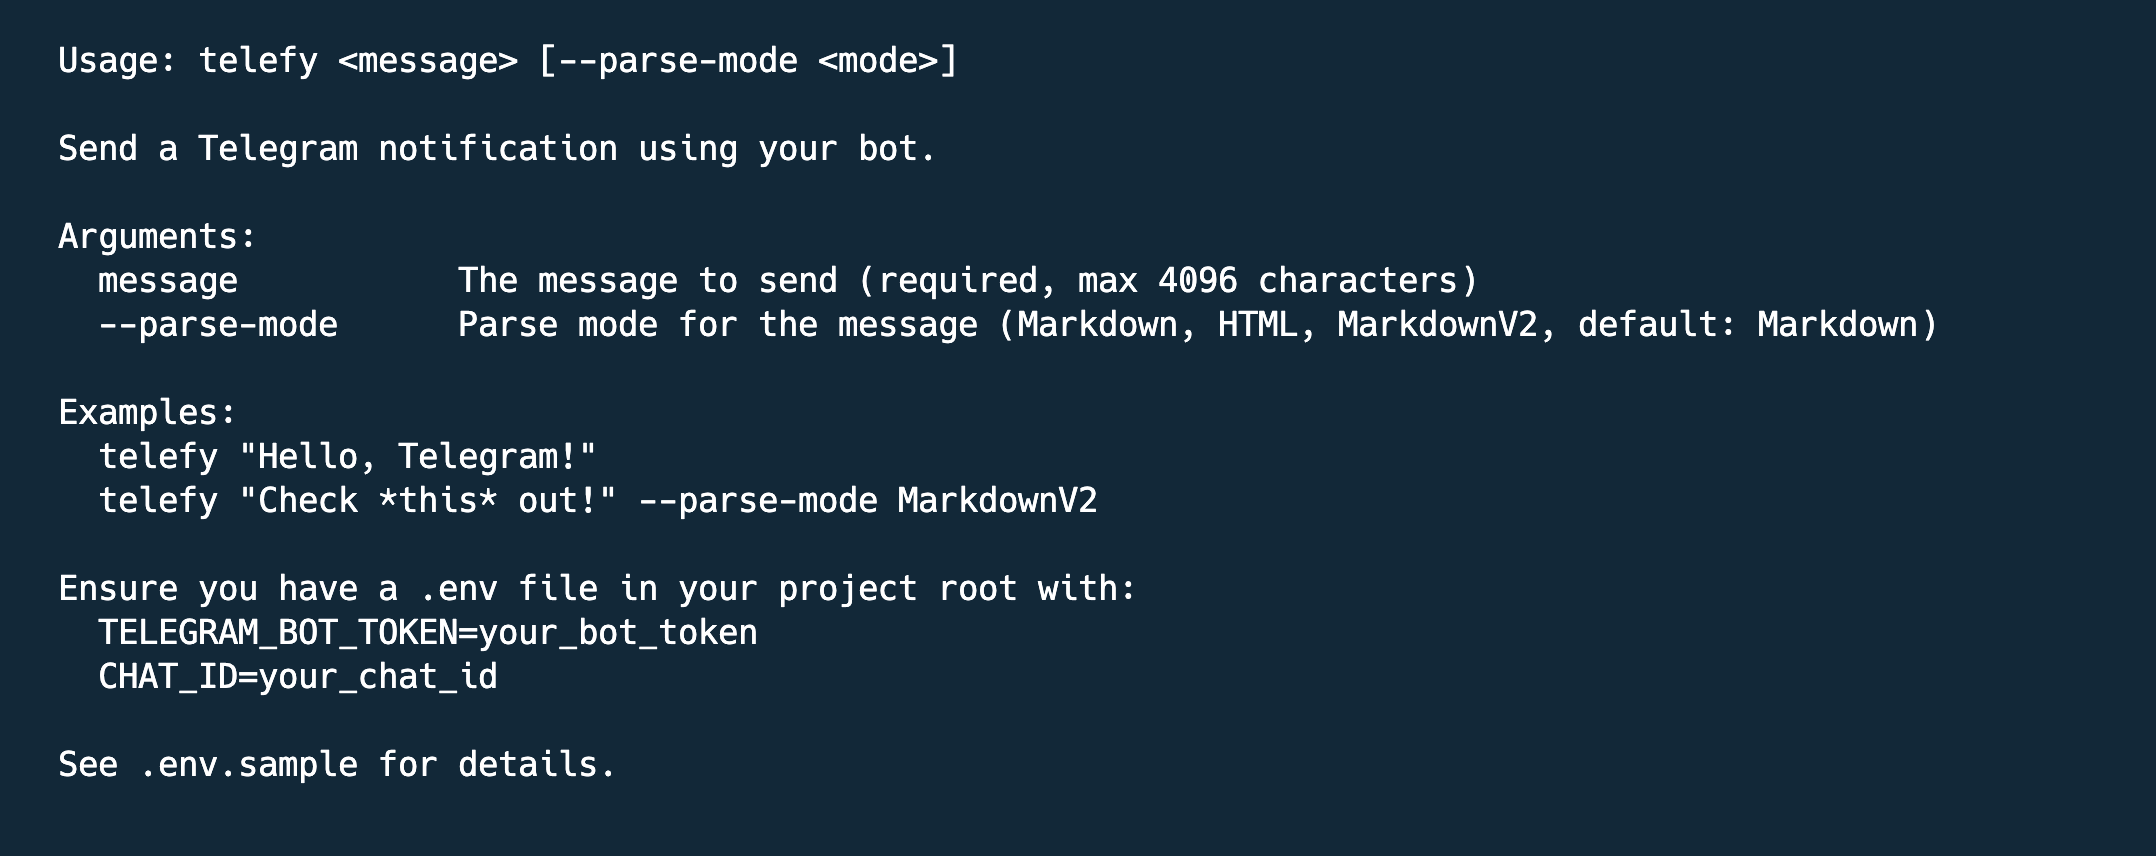 Usage: telefy <message> [--parse-mode <mode>]
Send a Telegram notification using your bot.
Arguments:
  message           The message to send (required, max 4096 characters)
  --parse-mode      Parse mode for the message (Markdown, HTML, MarkdownV2, default: Markdown)
Examples:
  telefy "Hello, Telegram!"
  telefy "Check *this* out!" --parse-mode MarkdownV2
Ensure you have a .env file in your project root with:
  TELEGRAM_BOT_TOKEN=your_bot_token
  CHAT_ID=your_chat_id
See .env.sample for details.